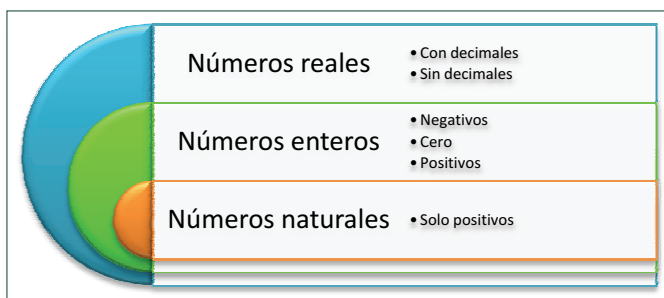 Números reales
• Con decimales
• Sin decimales
Números enteros
• Negativos
• Cero
• Positivos
Números naturales
• Solo positivos